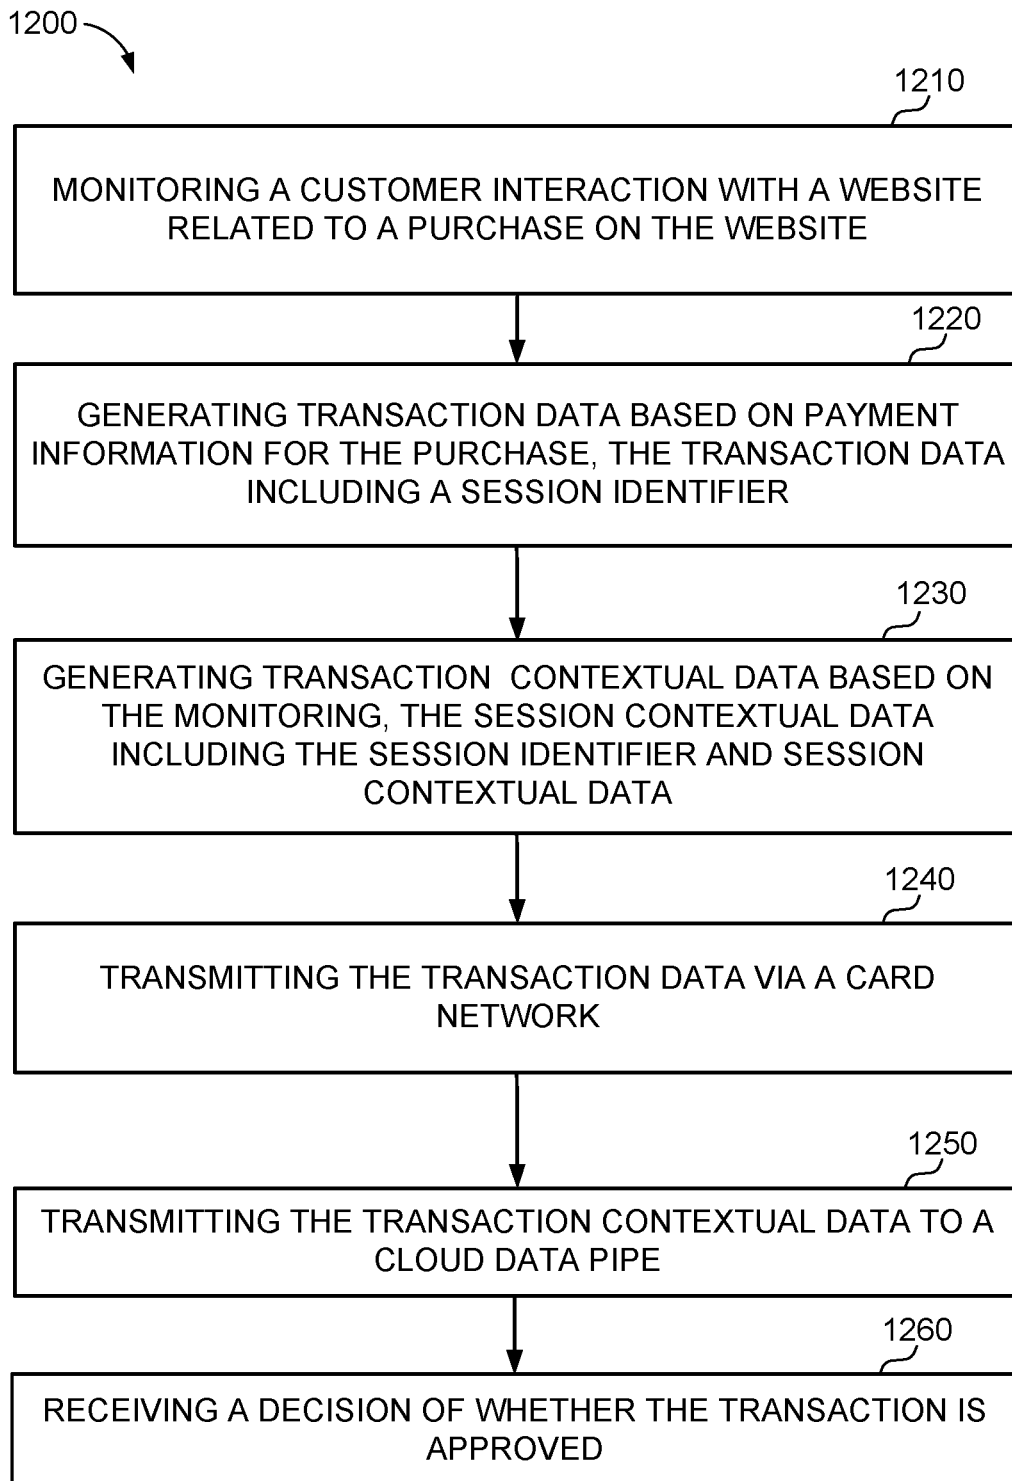 1200
1210
MONITORING A CUSTOMER INTERACTION WITH A WEBSITE
RELATED TO A PURCHASE ON THE WEBSITE
1220
GENERATING TRANSACTION DATA BASED ON PAYMENT
INFORMATION FOR THE PURCHASE, THE TRANSACTION DATA
INCLUDING A SESSION IDENTIFIER
1230
GENERATING TRANSACTION CONTEXTUAL DATA BASED ON
THE MONITORING, THE SESSION CONTEXTUAL DATA
INCLUDING THE SESSION IDENTIFIER AND SESSION
CONTEXTUAL DATA
1240
TRANSMITTING THE TRANSACTION DATA VIA A CARD
NETWORK
1250
TRANSMITTING THE TRANSACTION CONTEXTUAL DATA TO A
CLOUD DATA PIPE
1260
RECEIVING A DECISION OF WHETHER THE TRANSACTION IS
APPROVED